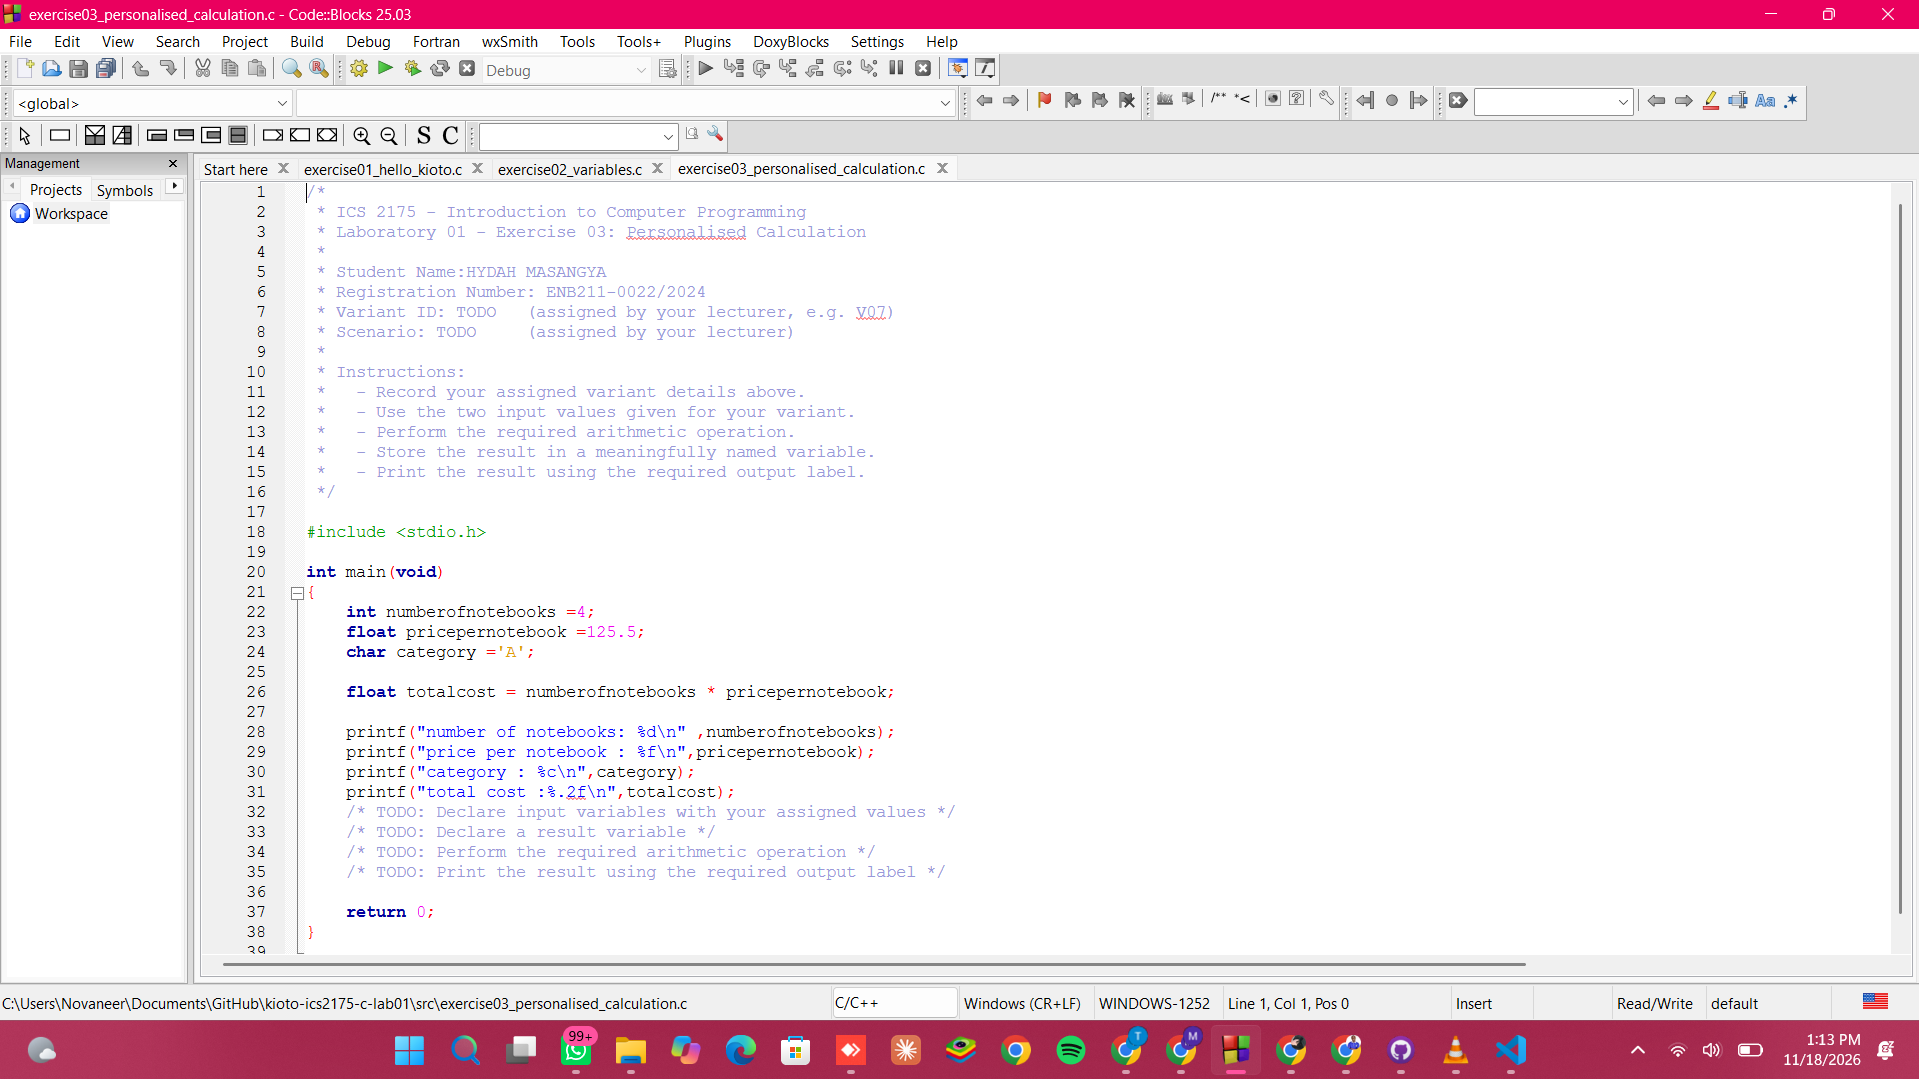 exercise03_personalised_calculation.c - Code::Blocks 25.03
File Edit View Search Project Build Debug Fortran wxSmith Tools Tools+ Plugins DoxyBlocks Settings Help
Debug
<global>
/** *<
Aa .*
S C
Management
Projects Symbols
Workspace
Start here exercise01_hello_kioto.c exercise02_variables.c exercise03_personalised_calculation.c
1 /*
2 * ICS 2175 - Introduction to Computer Programming
3 * Laboratory 01 - Exercise 03: Personalised Calculation
4 *
5 * Student Name:HYDAH MASANGYA
6 * Registration Number: ENB211-0022/2024
7 * Variant ID: TODO (assigned by your lecturer, e.g. V07)
8 * Scenario: TODO (assigned by your lecturer)
9 *
10 * Instructions:
11 * - Record your assigned variant details above.
12 * - Use the two input values given for your variant.
13 * - Perform the required arithmetic operation.
14 * - Store the result in a meaningfully named variable.
15 * - Print the result using the required output label.
16 */
17
18 #include <stdio.h>
19
20 int main(void)
21 {
22 int numberofnotebooks =4;
23 float pricepernotebook =125.5;
24 char category ='A';
25
26 float totalcost = numberofnotebooks * pricepernotebook;
27
28 printf("number of notebooks: %d\n" ,numberofnotebooks);
29 printf("price per notebook : %f\n",pricepernotebook);
30 printf("category : %c\n",category);
31 printf("total cost :%.2f\n",totalcost);
32 /* TODO: Declare input variables with your assigned values */
33 /* TODO: Declare a result variable */
34 /* TODO: Perform the required arithmetic operation */
35 /* TODO: Print the result using the required output label */
36
37 return 0;
38 }
39
C:\Users\Novaneer\Documents\GitHub\kioto-ics2175-c-lab01\src\exercise03_personalised_calculation.c C/C++ Windows (CR+LF) WINDOWS-1252 Line 1, Col 1, Pos 0 Insert Read/Write default
99+
T
M
1:13 PM
11/18/2026